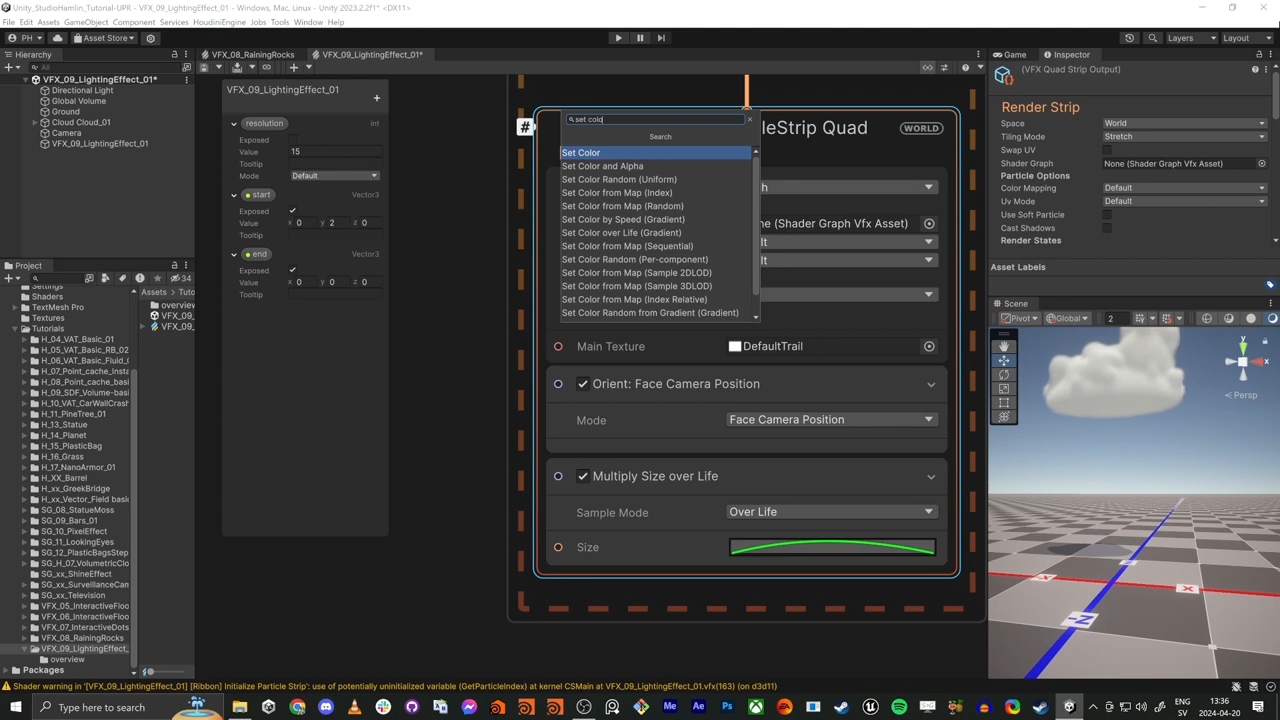 Unity_StudioHamlin_Tutorial-UPR - VFX_09_LightingEffect_01 - Windows, Mac, Linux - Unity 2023.2.2f1* <DX11>
File Edit Assets GameObject Component Services HoudiniEngine Jobs Tools Window Help
PH Asset Store Layers Layout
Hierarchy
All
VFX_09_LightingEffect_01*
Directional Light
Global Volume
Ground
Cloud Cloud_01
Camera
VFX_09_LightingEffect_01
Project
34
Assets > Tuto
Settings
Shaders
TextMesh Pro
Textures
Tutorials
H_04_VAT_Basic_01
H_05_VAT_Basic_RB_02
H_06_VAT_Basic_Fluid_0
H_07_Point_cache_Insta
H_08_Point_cache_basi
H_09_SDF_Volume-basi
H_10_VAT_CarWallCrash
H_11_PineTree_01
H_13_Statue
H_14_Planet
H_15_PlasticBag
H_16_Grass
H_17_NanoArmor_01
H_XX_Barrel
H_xx_GreekBridge
H_xx_Vector_Field basi
SG_08_StatueMoss
SG_09_Bars_01
SG_10_PixelEffect
SG_11_LookingEyes
SG_12_PlasticBagsStep
SG_H_07_VolumetricClo
SG_xx_ShineEffect
SG_xx_SurveillanceCam
SG_xx_Television
VFX_05_InteractiveFloo
VFX_06_InteractiveFloo
VFX_07_InteractiveDots
VFX_08_RainingRocks
VFX_09_LightingEffect_
overview
Packages
overview
VFX_09_
VFX_09_
VFX_08_RainingRocks
VFX_09_LightingEffect_01*
VFX_09_LightingEffect_01
+
resolution int
Exposed
Value 15
Tooltip
Mode Default
start Vector3
Exposed
Value x 0 y 2 z 0
Tooltip
end Vector3
Exposed
Value x 0 y 0 z 0
Tooltip
#
leStrip Quad WORLD
set colo
Search
Set Color
Set Color and Alpha
Set Color Random (Uniform)
Set Color from Map (Index)
Set Color from Map (Random)
Set Color by Speed (Gradient)
Set Color over Life (Gradient)
Set Color from Map (Sequential)
Set Color Random (Per-component)
Set Color from Map (Sample 2DLOD)
Set Color from Map (Sample 3DLOD)
Set Color from Map (Index Relative)
Set Color Random from Gradient (Gradient)
ne (Shader Graph Vfx Asset)
Main Texture DefaultTrail
Orient: Face Camera Position
Mode Face Camera Position
Multiply Size over Life
Sample Mode Over Life
Size
Game Inspector
(VFX Quad Strip Output)
Render Strip
Space World
Tiling Mode Stretch
Swap UV
Shader Graph None (Shader Graph Vfx Asset)
Particle Options
Color Mapping Default
Uv Mode Default
Use Soft Particle
Cast Shadows
Render States
Asset Labels
Scene
Pivot Global 2
y
x
Persp
-X
X
-Z
Shader warning in '[VFX_09_LightingEffect_01] [Ribbon] Initialize Particle Strip': use of potentially uninitialized variable (GetParticleIndex) at kernel CSMain at VFX_09_LightingEffect_01.vfx(163) (on d3d11)
Type here to search
ENG
SV
13:36
2024-04-20